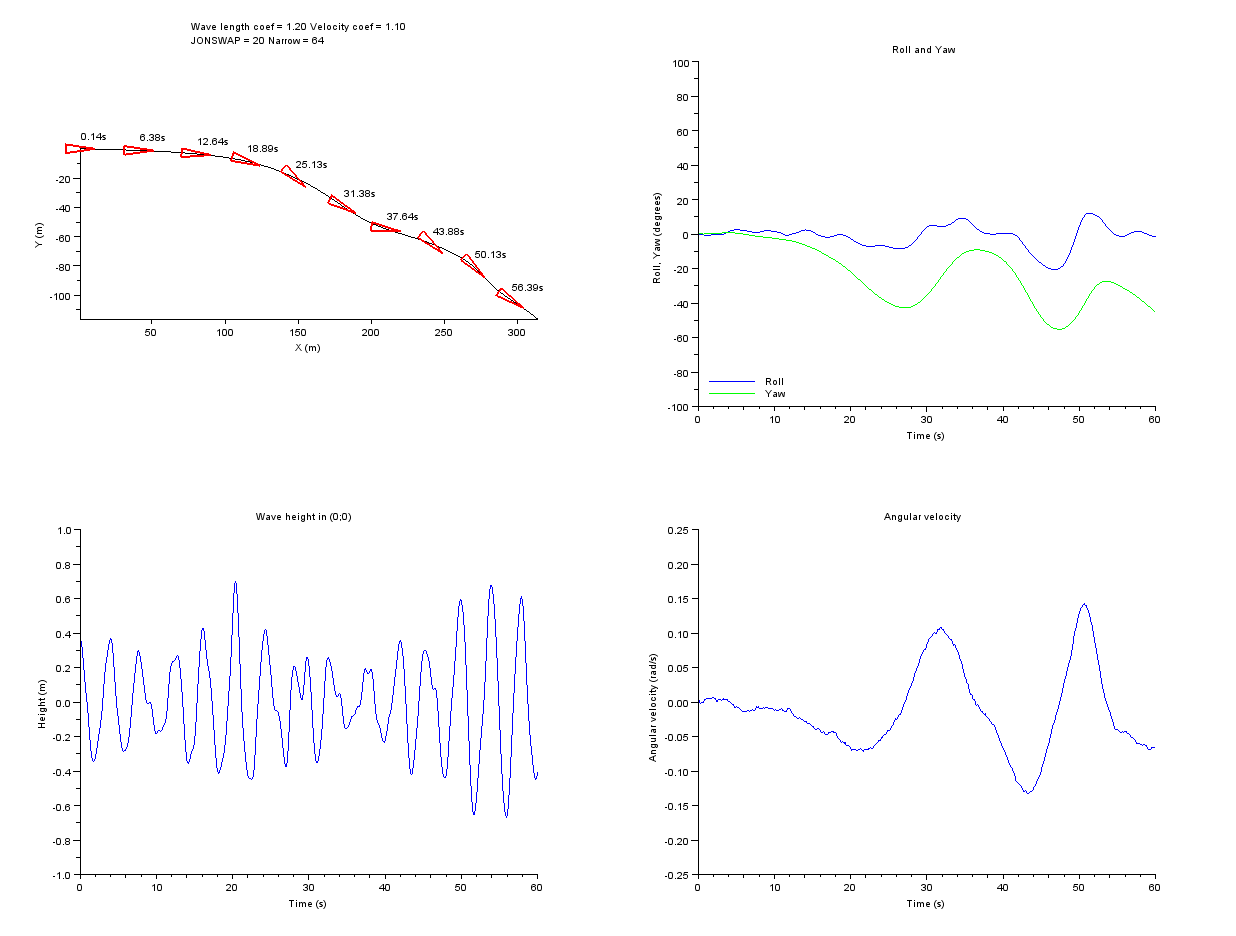 Wave length coef = 1.20 Velocity coef = 1.10
JONSWAP = 20 Narrow = 64
0.14s
6.38s
12.64s
18.89s
25.13s
31.38s
37.64s
43.88s
50.13s
56.39s
-20
-40
-60
-80
-100
Y (m)
50
100
150
200
250
300
X (m)
Roll and Yaw
100
80
60
40
20
0
-20
-40
-60
-80
-100
Roll, Yaw (degrees)
Roll
Yaw
0
10
20
30
40
50
60
Time (s)
Wave height in (0;0)
1.0
0.8
0.6
0.4
0.2
0.0
-0.2
-0.4
-0.6
-0.8
-1.0
Height (m)
0
10
20
30
40
50
60
Time (s)
Angular velocity
0.25
0.20
0.15
0.10
0.05
0.00
-0.05
-0.10
-0.15
-0.20
-0.25
Angular velocity (rad/s)
0
10
20
30
40
50
60
Time (s)